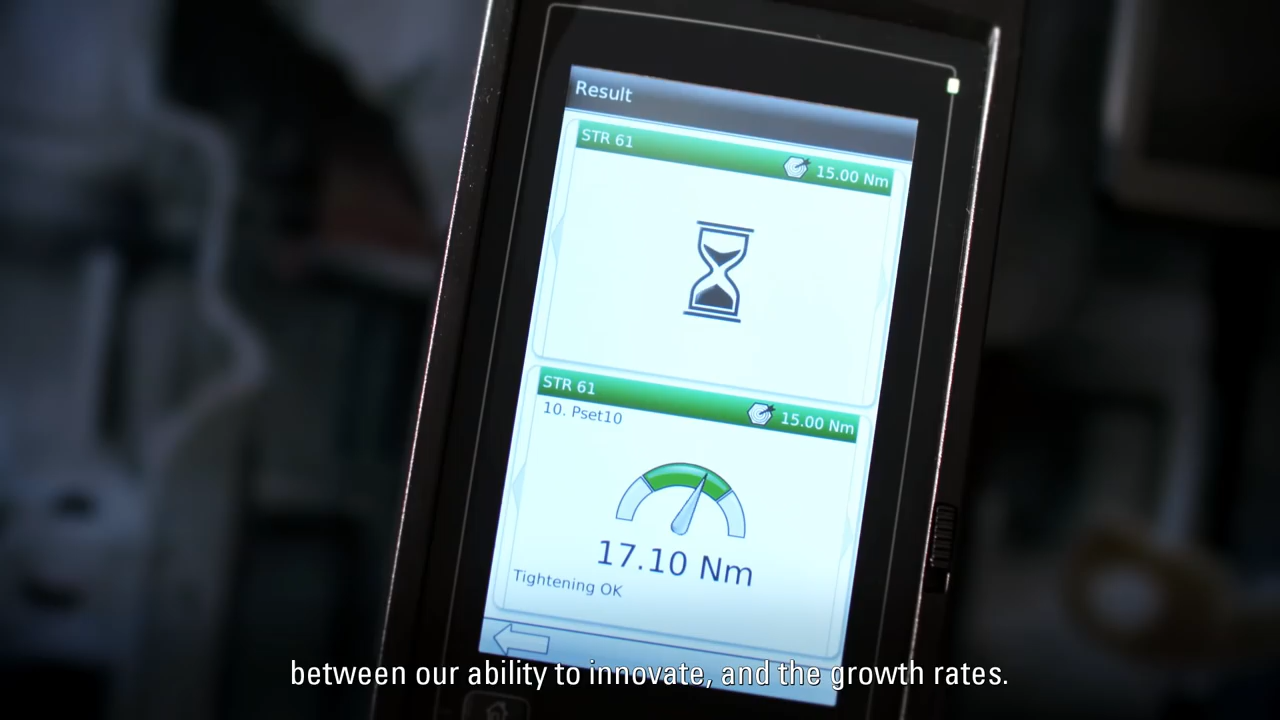 Result
STR 61
15.00 Nm
STR 61
15.00 Nm
10. Pset10
17.10 Nm
Tightening OK
between our ability to innovate, and the growth rates.